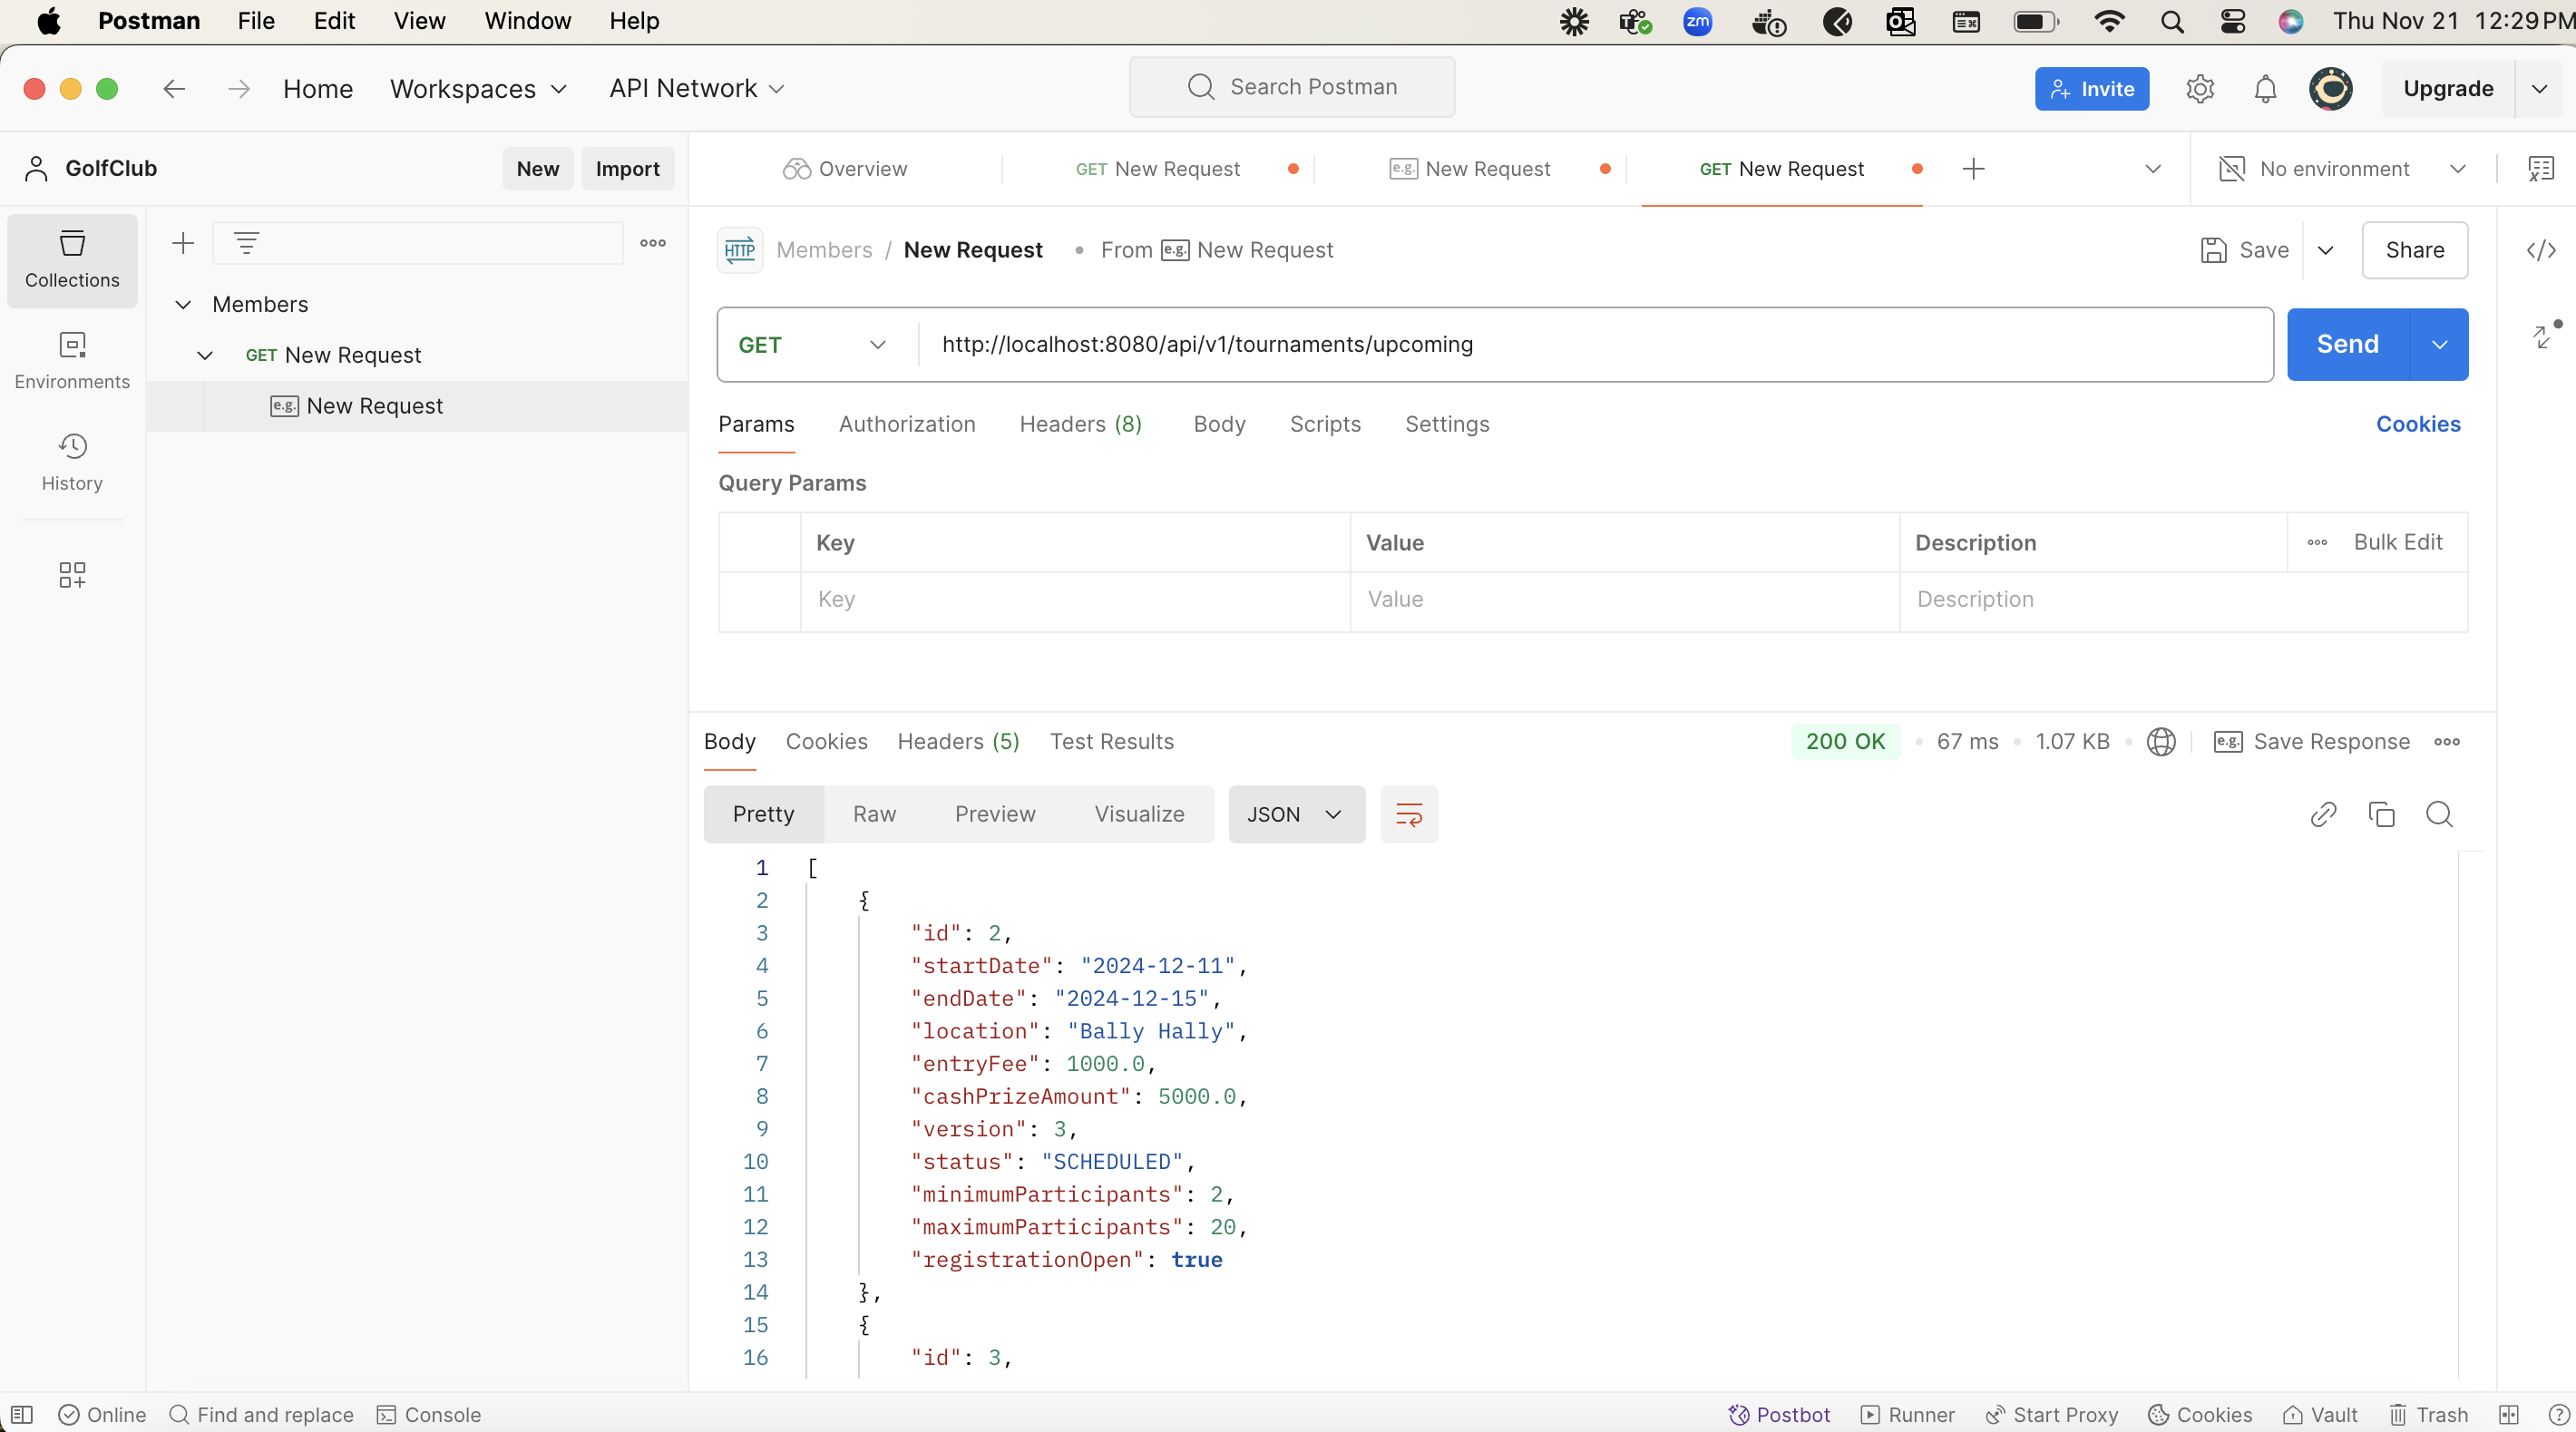 Postman File Edit View Window Help zm Thu Nov 21 12:29 PM
Home Workspaces API Network Search Postman Invite Upgrade
GolfClub New Import Overview GET New Request e.g. New Request GET New Request No environment
Collections
Environments
History
Members
GET New Request
e.g. New Request
HTTP Members / New Request • From e.g. New Request Save Share
GET http://localhost:8080/api/v1/tournaments/upcoming Send
Params Authorization Headers (8) Body Scripts Settings Cookies
Query Params
Key Value Description Bulk Edit
Key Value Description
Body Cookies Headers (5) Test Results 200 OK • 67 ms • 1.07 KB • e.g. Save Response
Pretty Raw Preview Visualize JSON
1 [
2 {
3 "id": 2,
4 "startDate": "2024-12-11",
5 "endDate": "2024-12-15",
6 "location": "Bally Hally",
7 "entryFee": 1000.0,
8 "cashPrizeAmount": 5000.0,
9 "version": 3,
10 "status": "SCHEDULED",
11 "minimumParticipants": 2,
12 "maximumParticipants": 20,
13 "registrationOpen": true
14 },
15 {
16 "id": 3,
Online Find and replace Console Postbot Runner Start Proxy Cookies Vault Trash